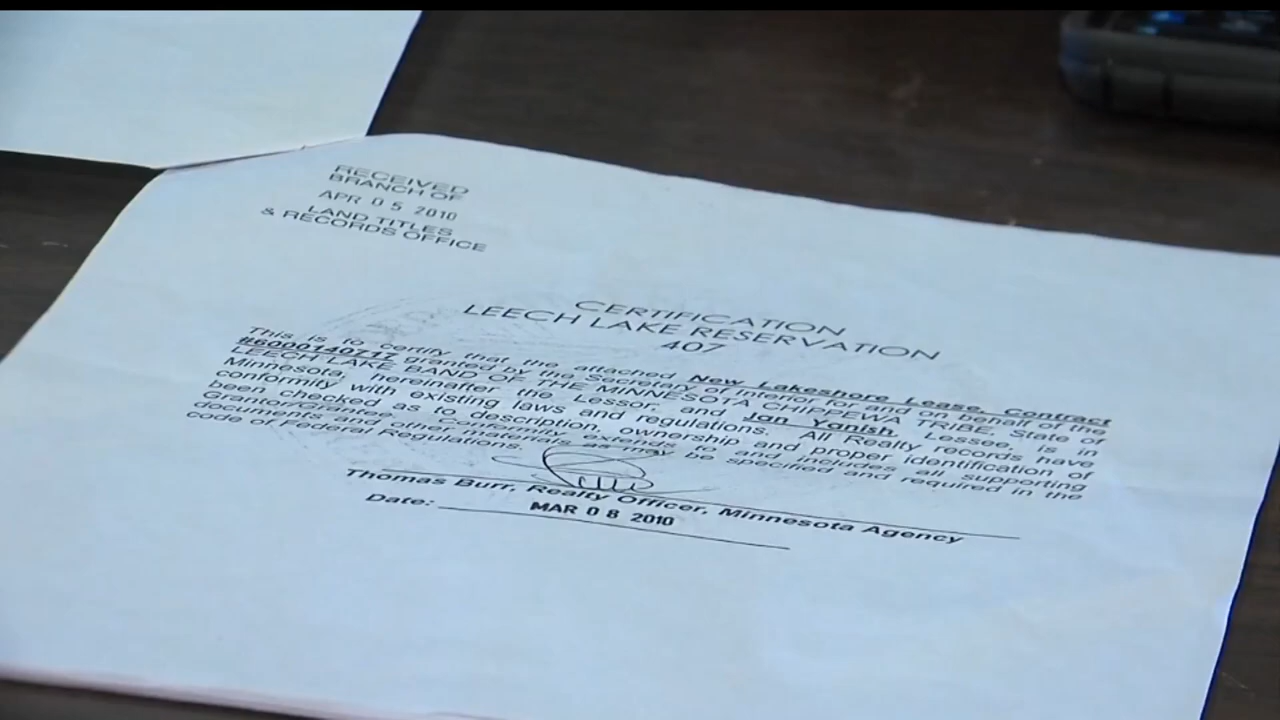 RECEIVED
BRANCH OF
APR 05 2010
LAND TITLES
& RECORDS OFFICE
CERTIFICATION
LEECH LAKE RESERVATION
407
This is to certify that the attached New Lakeshore Lease, Contract
#6000140717 granted by the Secretary of Interior for and on behalf of the
LEECH LAKE BAND OF THE MINNESOTA CHIPPEWA TRIBE, State of
Minnesota, hereinafter the Lessor, and Jan Yanish, Lessee, is in
conformity with existing laws and regulations. All Realty records have
been checked as to description, ownership and proper identification of
Grantor/Grantee. Conformity extends to and includes all supporting
documents and other materials as may be specified and required in the
code of Federal Regulations.
Thomas Burr, Realty Officer, Minnesota Agency
Date: MAR 08 2010